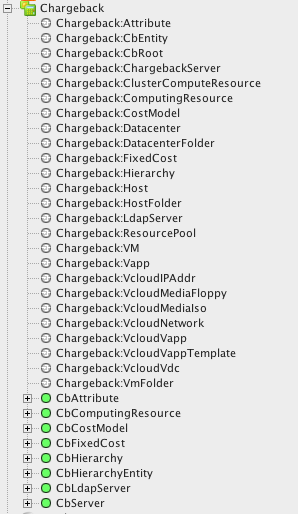 Chargeback
Chargeback:Attribute
Chargeback:CbEntity
Chargeback:CbRoot
Chargeback:ChargebackServer
Chargeback:ClusterComputeResource
Chargeback:ComputingResource
Chargeback:CostModel
Chargeback:Datacenter
Chargeback:DatacenterFolder
Chargeback:FixedCost
Chargeback:Hierarchy
Chargeback:Host
Chargeback:HostFolder
Chargeback:LdapServer
Chargeback:ResourcePool
Chargeback:VM
Chargeback:Vapp
Chargeback:VcloudIPAddr
Chargeback:VcloudMediaFloppy
Chargeback:VcloudMediaIso
Chargeback:VcloudNetwork
Chargeback:VcloudVapp
Chargeback:VcloudVappTemplate
Chargeback:VcloudVdc
Chargeback:VmFolder
CbAttribute
CbComputingResource
CbCostModel
CbFixedCost
CbHierarchy
CbHierarchyEntity
CbLdapServer
CbServer